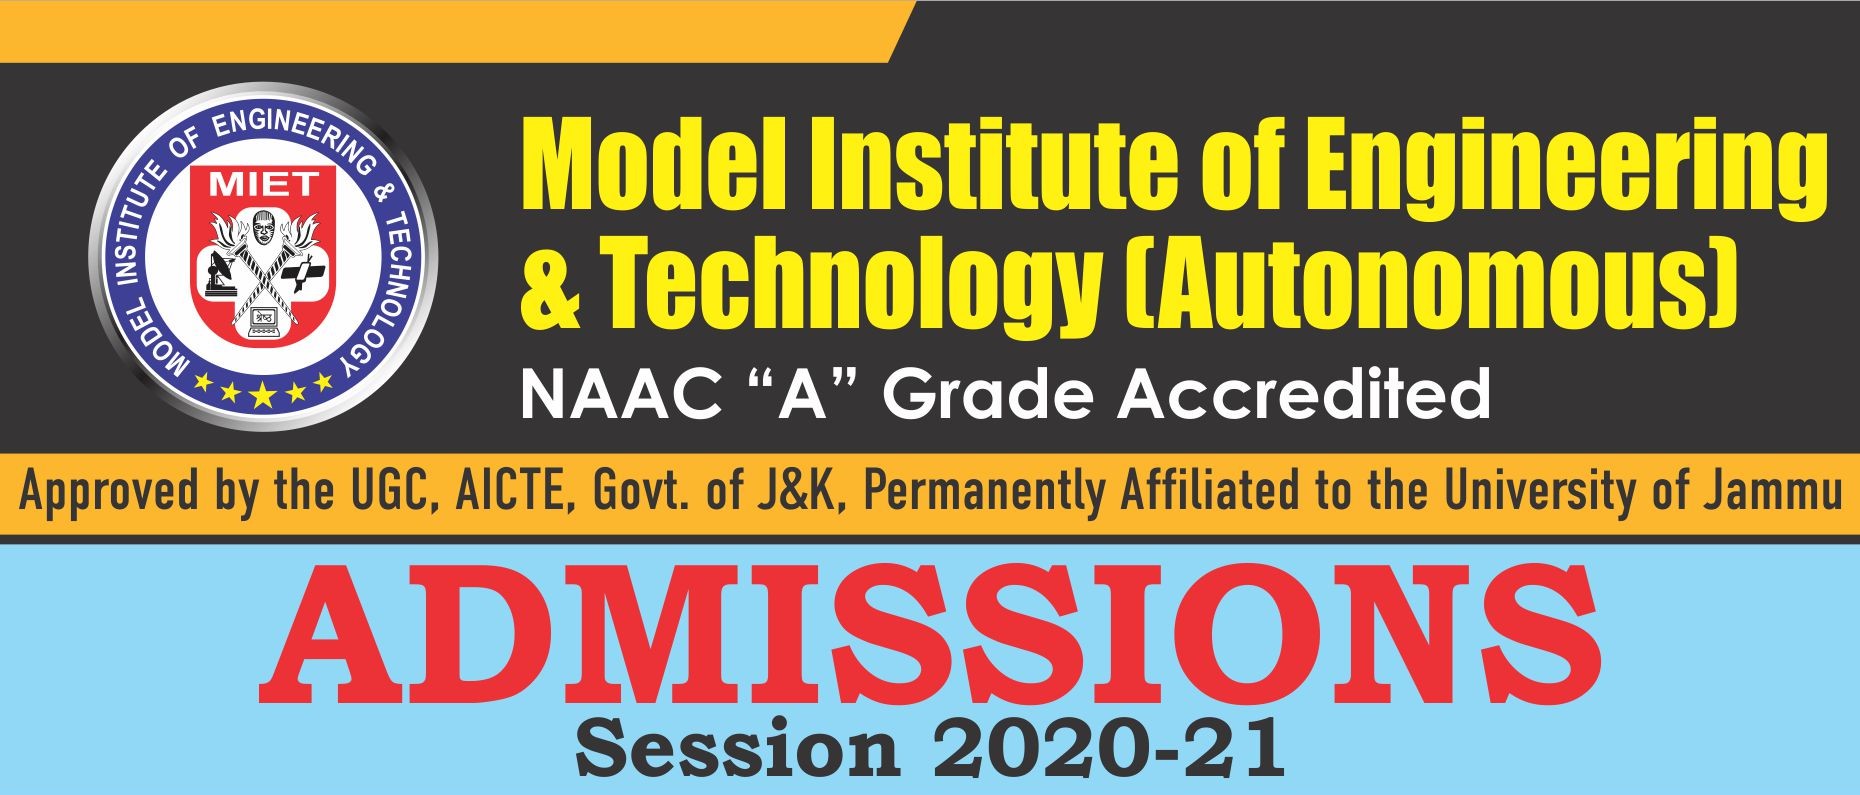 MODEL INSTITUTE OF ENGINEERING & TECHNOLOGY
MIET
श्रेष्ठ
Model Institute of Engineering
& Technology (Autonomous)
NAAC “A” Grade Accredited
Approved by the UGC, AICTE, Govt. of J&K, Permanently Affiliated to the University of Jammu
ADMISSIONS
Session 2020-21